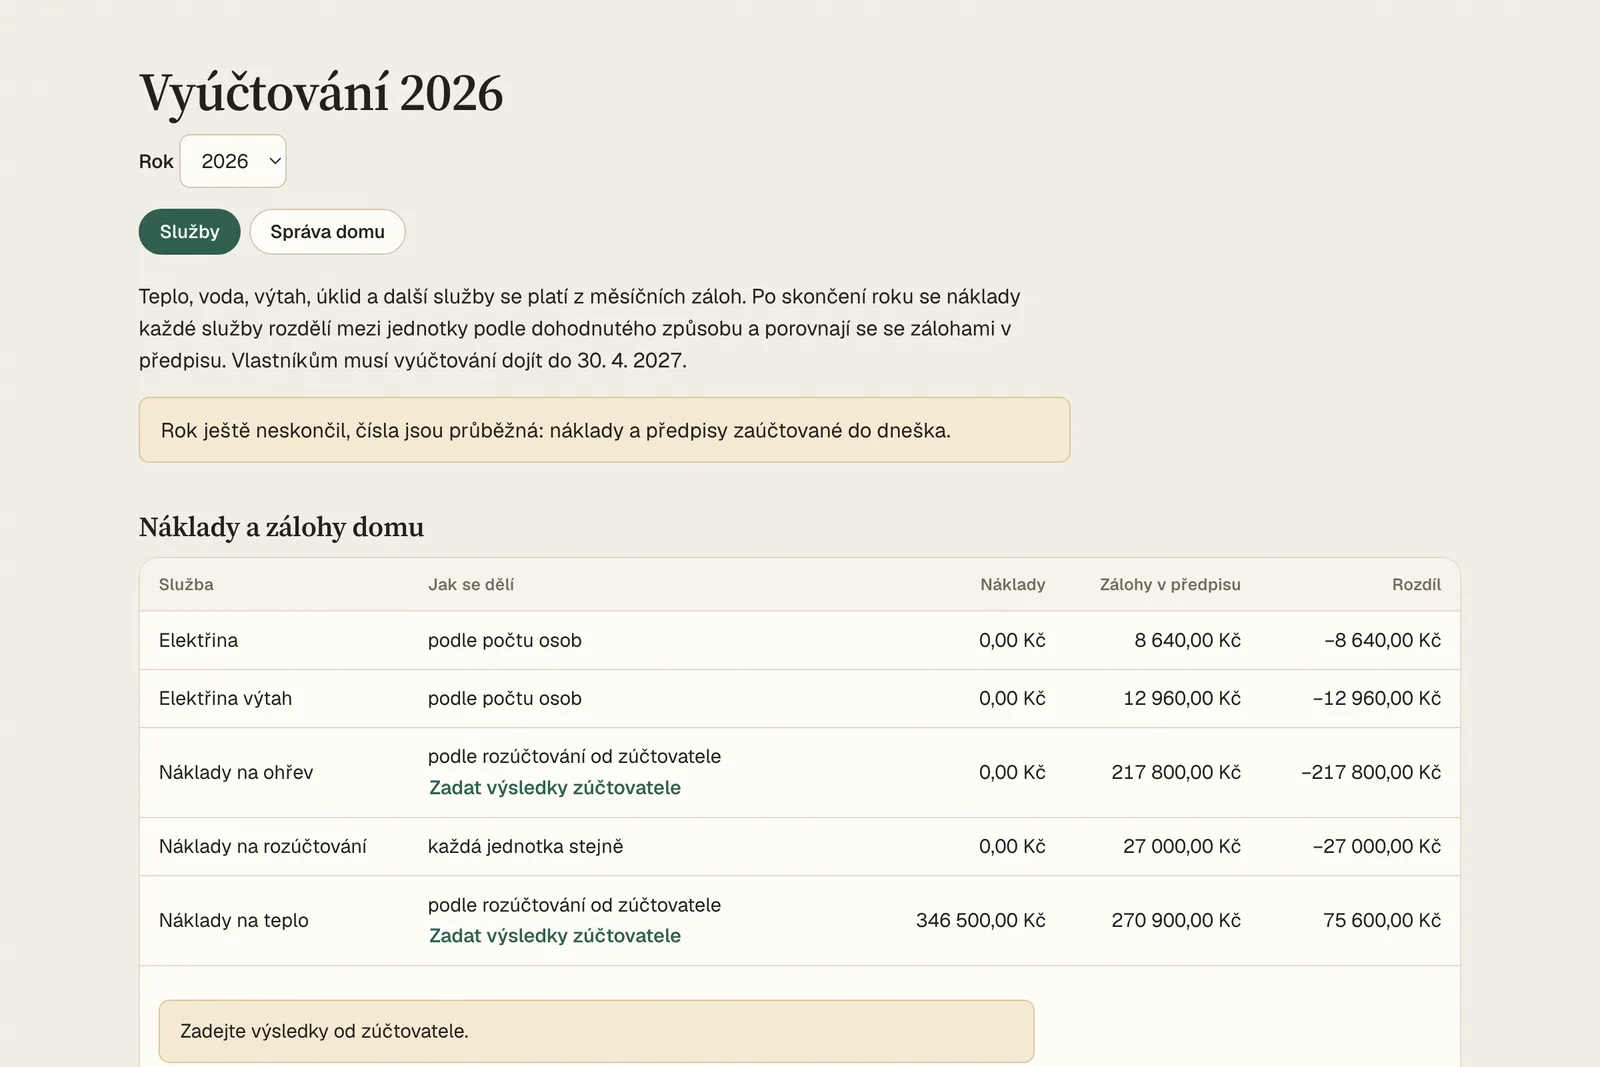 Vyúčtování 2026
Rok 2026
Služby Správa domu
Teplo, voda, výtah, úklid a další služby se platí z měsíčních záloh. Po skončení roku se náklady
každé služby rozdělí mezi jednotky podle dohodnutého způsobu a porovnají se se zálohami v
předpisu. Vlastníkům musí vyúčtování dojít do 30. 4. 2027.
Rok ještě neskončil, čísla jsou průběžná: náklady a předpisy zaúčtované do dneška.
Náklady a zálohy domu
Služba Jak se dělí Náklady Zálohy v předpisu Rozdíl
Elektřina podle počtu osob 0,00 Kč 8 640,00 Kč −8 640,00 Kč
Elektřina výtah podle počtu osob 0,00 Kč 12 960,00 Kč −12 960,00 Kč
Náklady na ohřev podle rozúčtování od zúčtovatele 0,00 Kč 217 800,00 Kč −217 800,00 Kč
Zadat výsledky zúčtovatele
Náklady na rozúčtování každá jednotka stejně 0,00 Kč 27 000,00 Kč −27 000,00 Kč
Náklady na teplo podle rozúčtování od zúčtovatele 346 500,00 Kč 270 900,00 Kč 75 600,00 Kč
Zadat výsledky zúčtovatele
Zadejte výsledky od zúčtovatele.